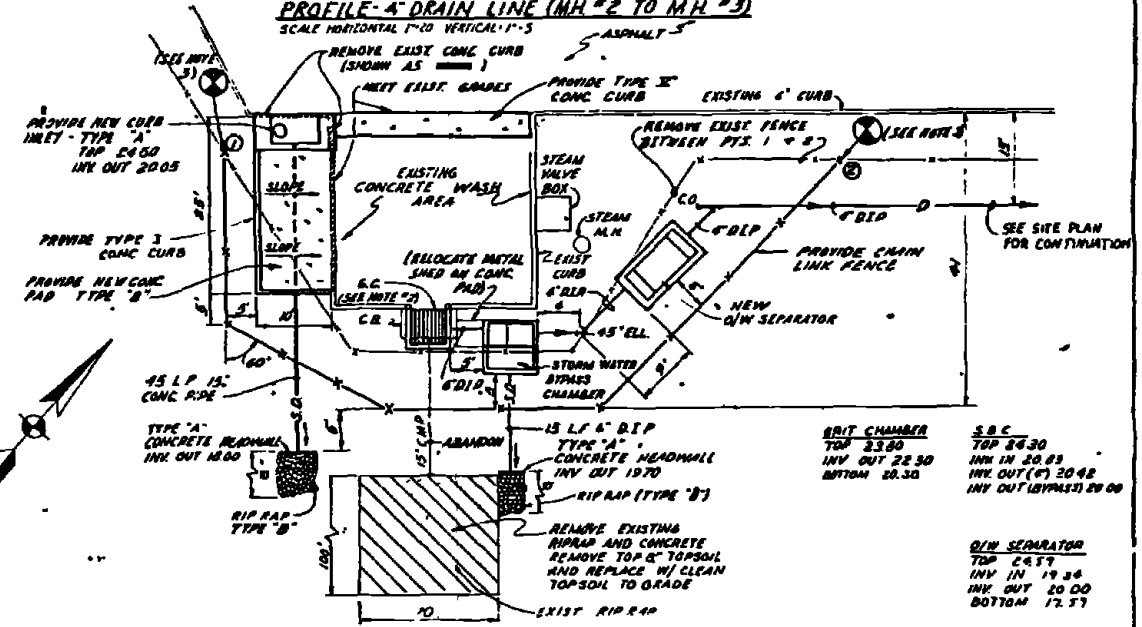 PROFILE-4" DRAIN LINE (MH #2 TO MH #3)
SCALE HORIZONTAL 1"=20 VERTICAL: 1"=5
ASPHALT
(SEE NOTE
3)
REMOVE EXIST CONC CURB
(SHOWN AS )
MEET EXIST. GRADES
PROVIDE TYPE
CONC CURB
EXISTING 6" CURB
PROVIDE NEW CURB
INLET - TYPE "A"
TOP 24.50
INV OUT 20.05
1
REMOVE EXIST FENCE
BETWEEN PTS. 1 & 2
(SEE NOTE 3)
2
15'
EXISTING
CONCRETE WASH
AREA
STEAM
VALVE
BOX
STEAM
M.H.
C.O.
4" DIP
4" DIP
D
SEE SITE PLAN
FOR CONTINUATION
SLOPE
SLOPE
25'
PROVIDE TYPE I
CONC CURB
PROVIDE NEW CONC
PAD TYPE "B"
(RELOCATE METAL
SHED ON CONC
PAD)
G.C.
(SEE NOTE #2)
C.B.
EXIST
CURB
PROVIDE CHAIN
LINK FENCE
NEW
O/W SEPARATOR
5'
10'
4
45° ELL.
5'
6" DIP
STORM WATER
BYPASS
CHAMBER
60°
45 L.F 15"
CONC PIPE
S.D.
S.D.
6'
TYPE "A"
CONCRETE HEADWALL
INV. OUT 18.00
15" CMP
ABANDON
15 L.F 6" D.I.P
TYPE "A"
CONCRETE HEADWALL
INV OUT 19.70
RIP RAP (TYPE "B")
RIP RAP
TYPE "B"
REMOVE EXISTING
RIPRAP AND CONCRETE
REMOVE TOP TOPSOIL
AND REPLACE W/ CLEAN
TOPSOIL TO GRADE
100'
EXIST RIP RAP
GRIT CHAMBER
TOP 23.80
INV OUT 22.30
BOTTOM 20.30
S B C
TOP 24.30
INV IN 20.83
INV. OUT (6") 20.42
INV OUT (BYPASS) 20.00
O/W SEPARATOR
TOP 24.57
INV IN 19.34
INV. OUT 20.00
BOTTOM 17.57